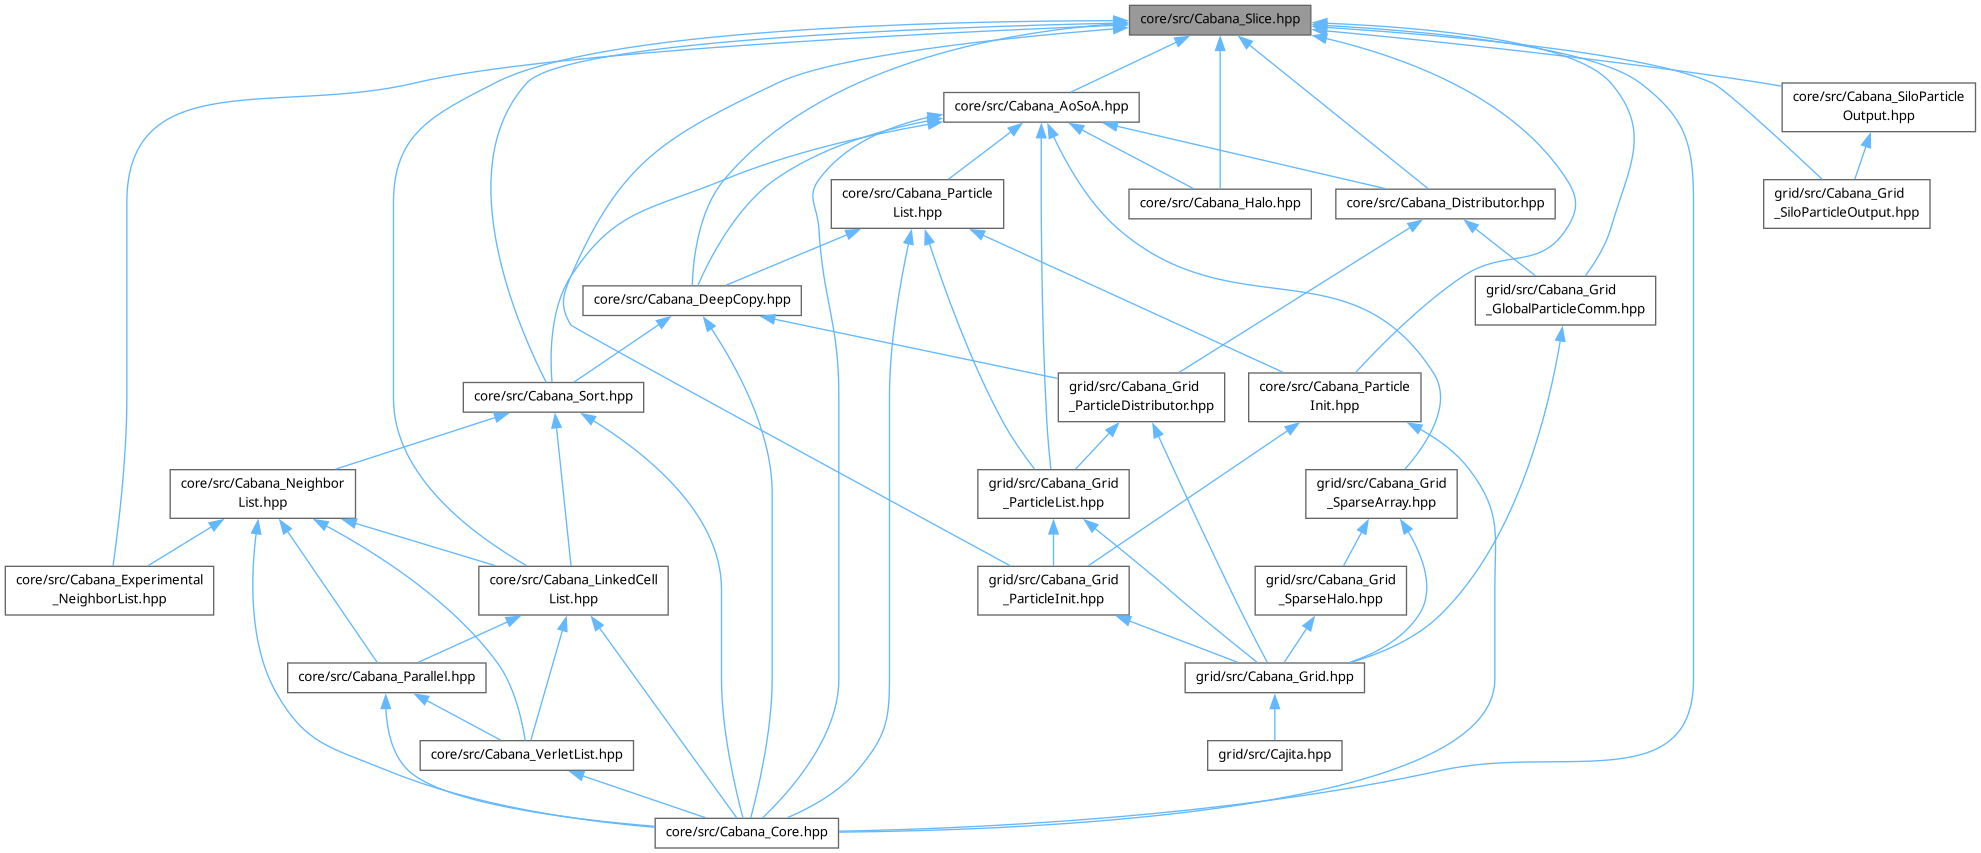 core/src/Cabana_Slice.hpp
core/src/Cabana_AoSoA.hpp
core/src/Cabana_SiloParticle
Output.hpp
core/src/Cabana_Particle
List.hpp
core/src/Cabana_Halo.hpp
core/src/Cabana_Distributor.hpp
grid/src/Cabana_Grid
_SiloParticleOutput.hpp
core/src/Cabana_DeepCopy.hpp
grid/src/Cabana_Grid
_GlobalParticleComm.hpp
core/src/Cabana_Sort.hpp
grid/src/Cabana_Grid
_ParticleDistributor.hpp
core/src/Cabana_Particle
Init.hpp
core/src/Cabana_Neighbor
List.hpp
grid/src/Cabana_Grid
_ParticleList.hpp
grid/src/Cabana_Grid
_SparseArray.hpp
core/src/Cabana_Experimental
_NeighborList.hpp
core/src/Cabana_LinkedCell
List.hpp
grid/src/Cabana_Grid
_ParticleInit.hpp
grid/src/Cabana_Grid
_SparseHalo.hpp
core/src/Cabana_Parallel.hpp
grid/src/Cabana_Grid.hpp
core/src/Cabana_VerletList.hpp
grid/src/Cajita.hpp
core/src/Cabana_Core.hpp